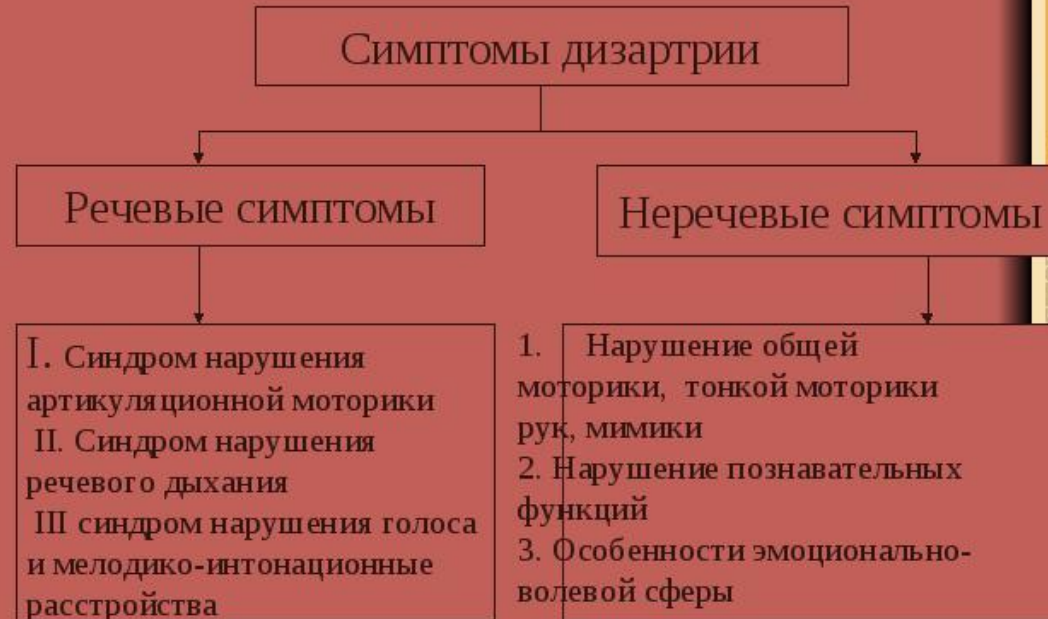 Симптомы дизартрии
Речевые симптомы
Неречевые симптомы
I. Синдром нарушения
артикуляционной моторики
II. Синдром нарушения
речевого дыхания
III синдром нарушения голоса
и мелодико-интонационные
расстройства
1. Нарушение общей
моторики, тонкой моторики
рук, мимики
2. Нарушение познавательных
функций
3. Особенности эмоционально-
волевой сферы